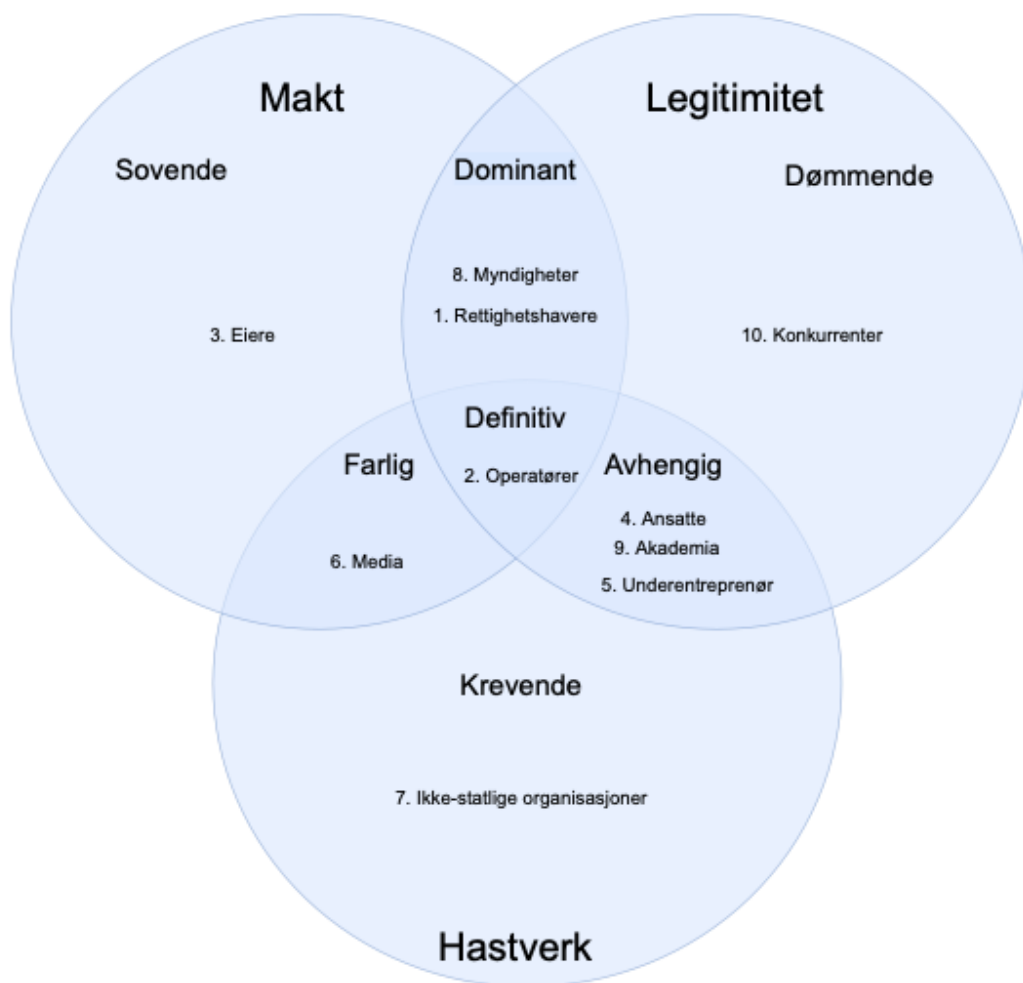 Makt
Legitimitet
Sovende
Dominant
Dømmende
8. Myndigheter
1. Rettighetshavere
3. Eiere
10. Konkurrenter
Definitiv
Farlig
2. Operatører
Avhengig
4. Ansatte
9. Akademia
6. Media
5. Underentreprenør
Krevende
7. Ikke-statlige organisasjoner
Hastverk